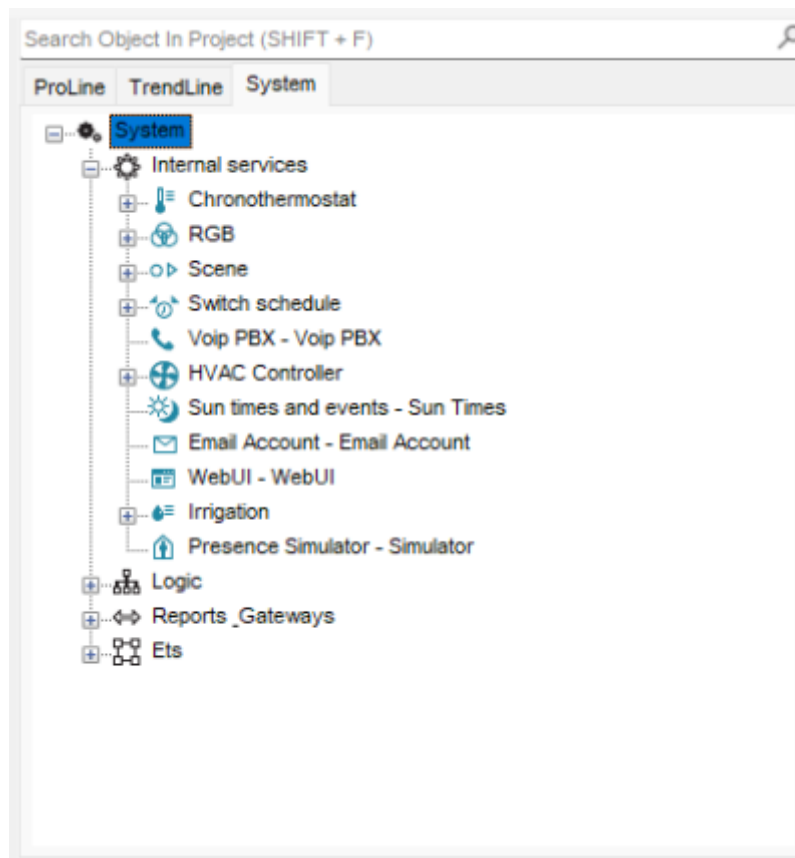 Search Object In Project (SHIFT + F)
ProLine TrendLine System
System
Internal services
Chronothermostat
RGB
Scene
Switch schedule
Voip PBX - Voip PBX
HVAC Controller
Sun times and events - Sun Times
Email Account - Email Account
WebUI - WebUI
Irrigation
Presence Simulator - Simulator
Logic
Reports _Gateways
Ets